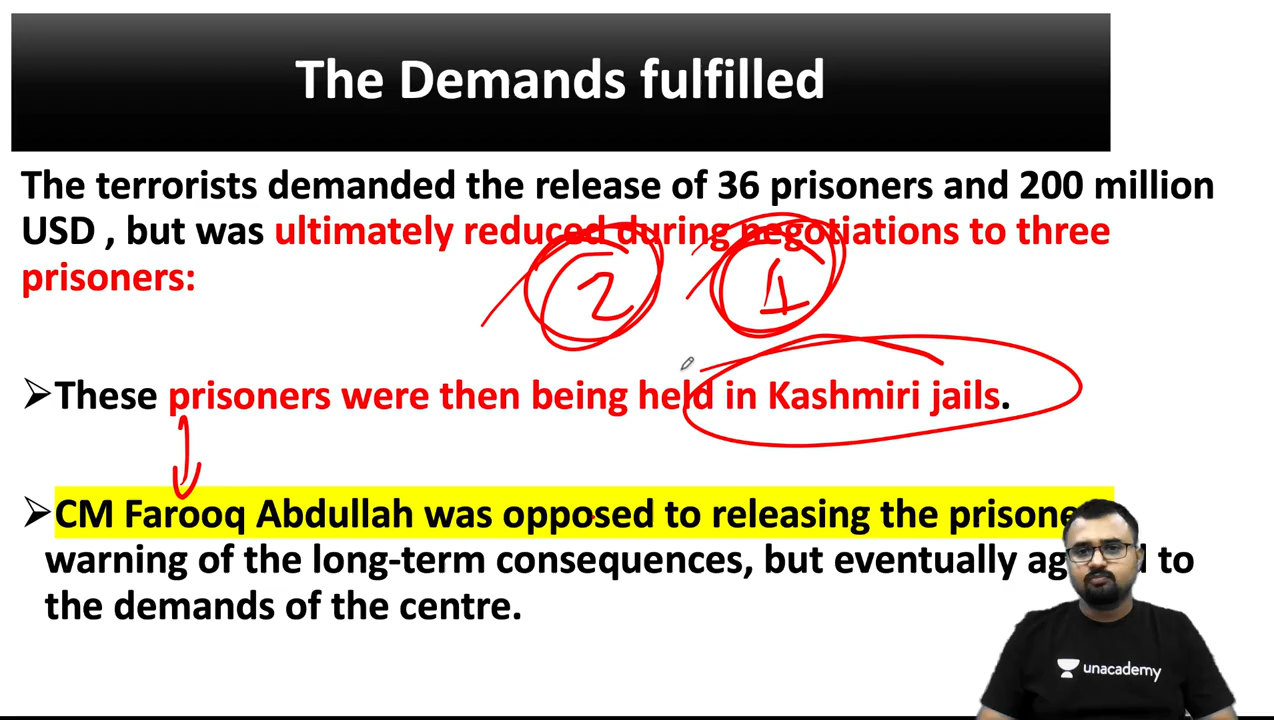 The Demands fulfilled
The terrorists demanded the release of 36 prisoners and 200 million
USD , but was ultimately reduced during negotiations to three
prisoners:
2 1
These prisoners were then being held in Kashmiri jails.
CM Farooq Abdullah was opposed to releasing the
warning of the long-term consequences, but eventually to
the demands of the centre.
unacademy